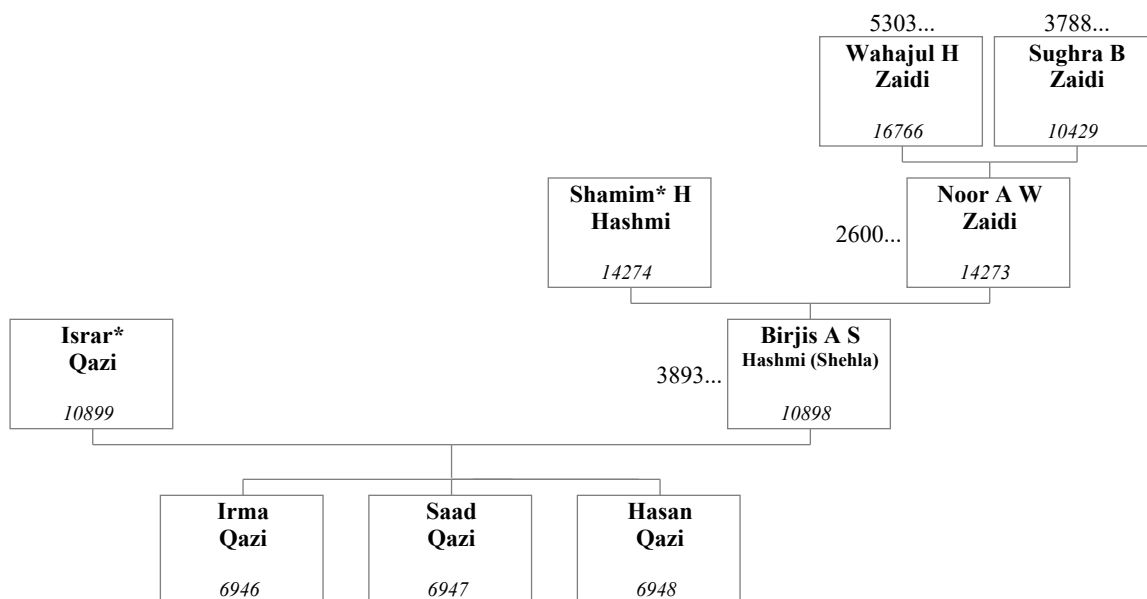 5303...
3788...
Wahajul H
Zaidi
16766
Sughra B
Zaidi
10429
Shamim* H
Hashmi
14274
2600...
Noor A W
Zaidi
14273
Israr*
Qazi
10899
3893...
Birjis A S
Hashmi (Shehla)
10898
Irma
Qazi
6946
Saad
Qazi
6947
Hasan
Qazi
6948